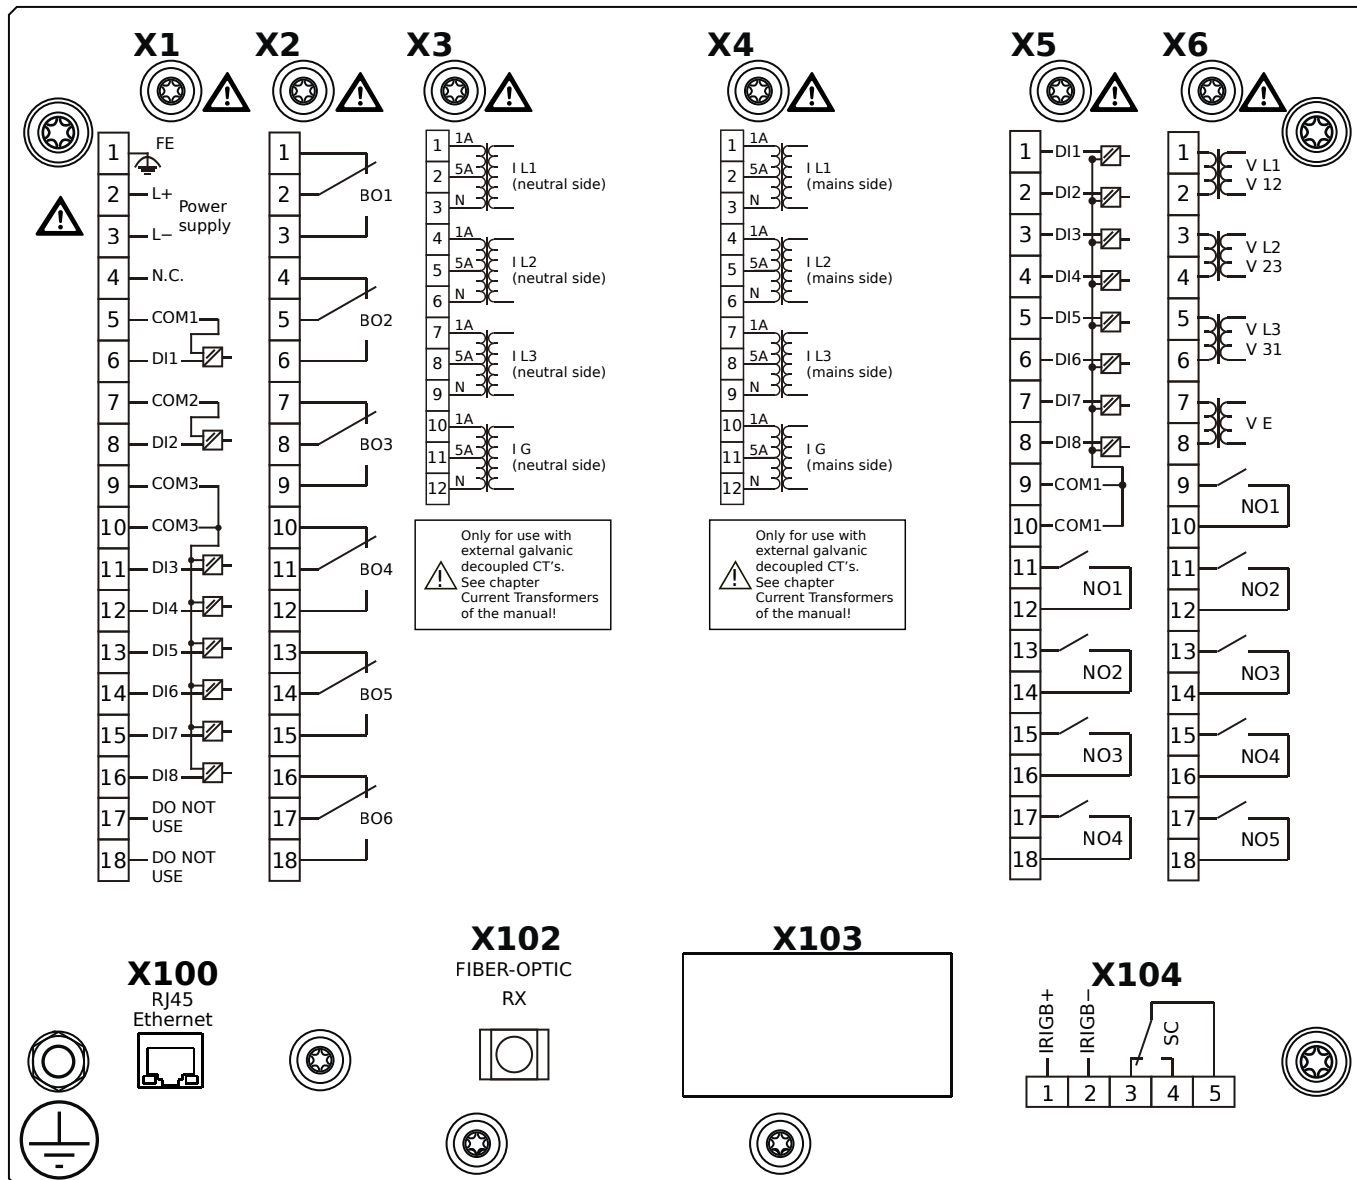 X1
1
FE
2
L+
Power
supply
3
L−
4
N.C.
5
COM1
6
DI1
7
COM2
8
DI2
9
COM3
10
COM3
11
DI3
12
DI4
13
DI5
14
DI6
15
DI7
16
DI8
17
DO NOT
USE
18
DO NOT
USE
X2
1
2
BO1
3
4
5
BO2
6
7
8
BO3
9
10
11
BO4
12
13
14
BO5
15
16
17
BO6
18
X3
1
1A
2
5A
I L1
(neutral side)
3
N
4
1A
5
5A
I L2
(neutral side)
6
N
7
1A
8
5A
I L3
(neutral side)
9
N
10
1A
11
5A
I G
(neutral side)
12
N
Only for use with
external galvanic
decoupled CT's.
See chapter
Current Transformers
of the manual!
X4
1
1A
2
5A
I L1
(mains side)
3
N
4
1A
5
5A
I L2
(mains side)
6
N
7
1A
8
5A
I L3
(mains side)
9
N
10
1A
11
5A
I G
(mains side)
12
N
Only for use with
external galvanic
decoupled CT's.
See chapter
Current Transformers
of the manual!
X5
1
DI1
2
DI2
3
DI3
4
DI4
5
DI5
6
DI6
7
DI7
8
DI8
9
COM1
10
COM1
11
NO1
12
13
NO2
14
15
NO3
16
17
NO4
18
X6
1
V L1
V 12
2
3
V L2
V 23
4
5
V L3
V 31
6
7
V E
8
9
NO1
10
11
NO2
12
13
NO3
14
15
NO4
16
17
NO5
18
X100
RJ45
Ethernet
X102
FIBER-OPTIC
RX
X103
X104
IRIGB+
IRIGB−
SC
1 2 3 4 5